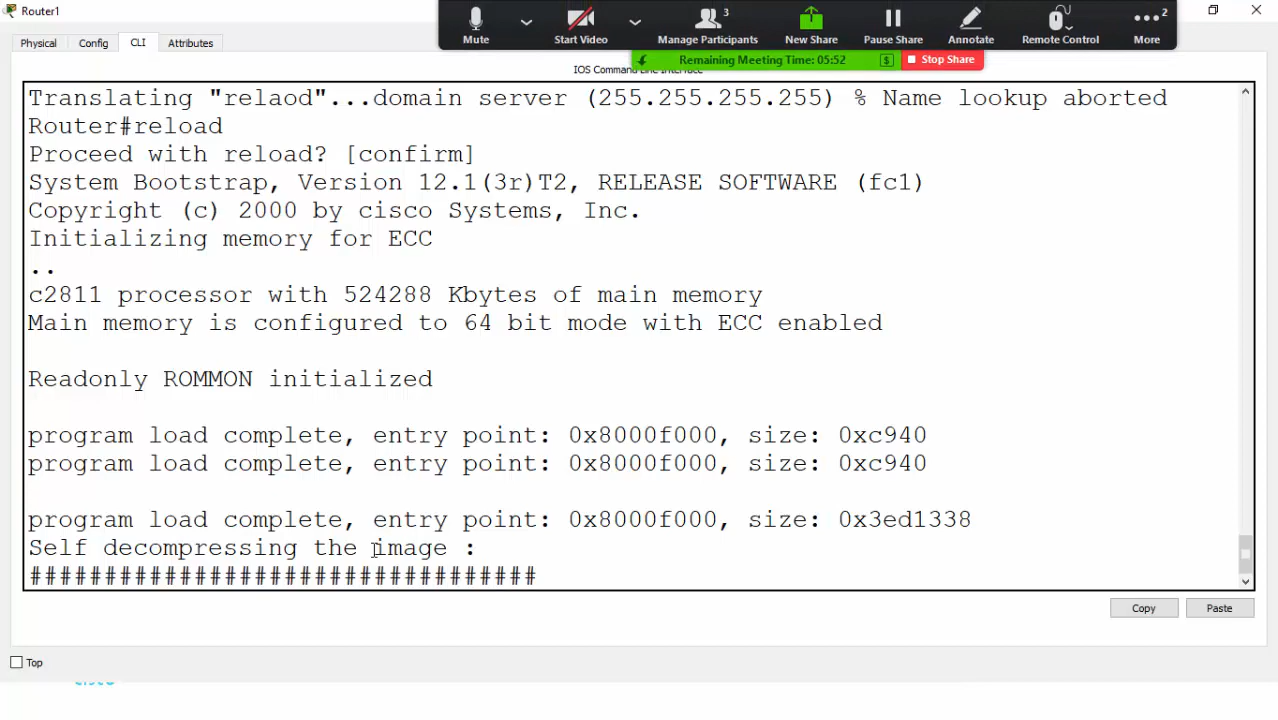 Router1
Mute
Start Video
3
Manage Participants
New Share
Pause Share
Annotate
Remote Control
2
More
Physical
Config
CLI
Attributes
Remaining Meeting Time: 05:52
$
Stop Share
Translating "relaod"...domain server (255.255.255.255) % Name lookup aborted
Router#reload
Proceed with reload? [confirm]
System Bootstrap, Version 12.1(3r)T2, RELEASE SOFTWARE (fc1)
Copyright (c) 2000 by cisco Systems, Inc.
Initializing memory for ECC
..
c2811 processor with 524288 Kbytes of main memory
Main memory is configured to 64 bit mode with ECC enabled
Readonly ROMMON initialized
program load complete, entry point: 0x8000f000, size: 0xc940
program load complete, entry point: 0x8000f000, size: 0xc940
program load complete, entry point: 0x8000f000, size: 0x3ed1338
Self decompressing the image :
##################################
Copy
Paste
Top